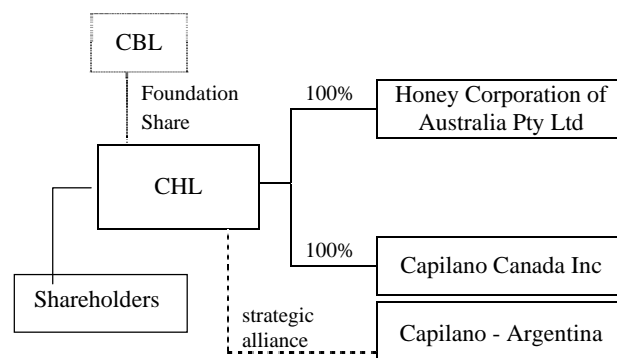 CBL
Foundation
Share
100%
Honey Corporation of
Australia Pty Ltd
CHL
100%
Capilano Canada Inc
Shareholders
strategic
alliance
Capilano - Argentina